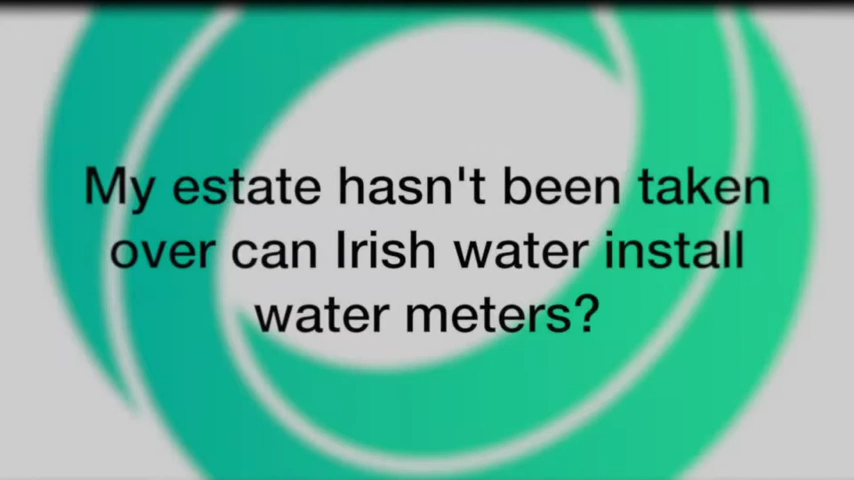 My estate hasn't been taken
over can Irish water install
water meters?